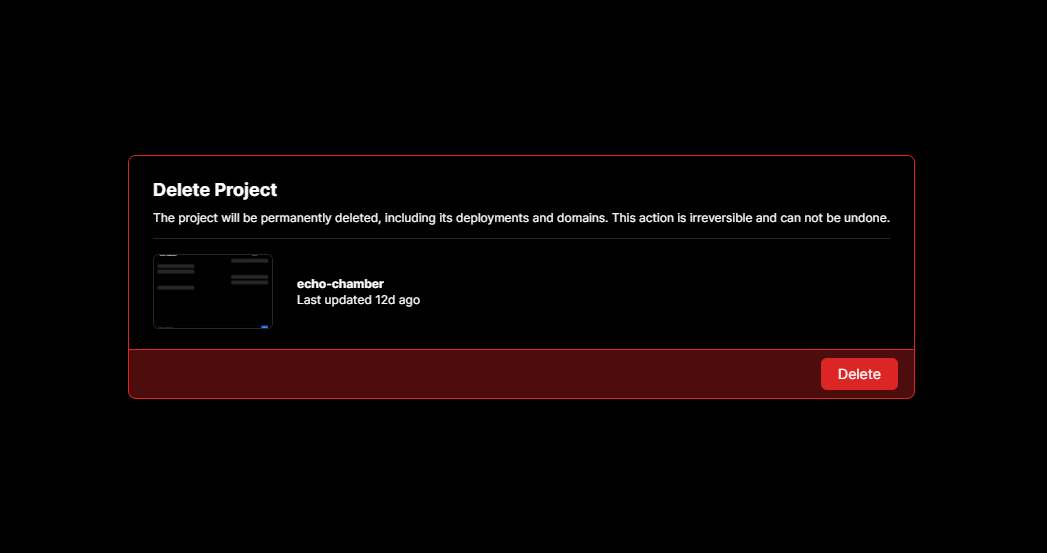 Delete Project
The project will be permanently deleted, including its deployments and domains. This action is irreversible and can not be undone.
echo-chamber
Last updated 12d ago
Delete